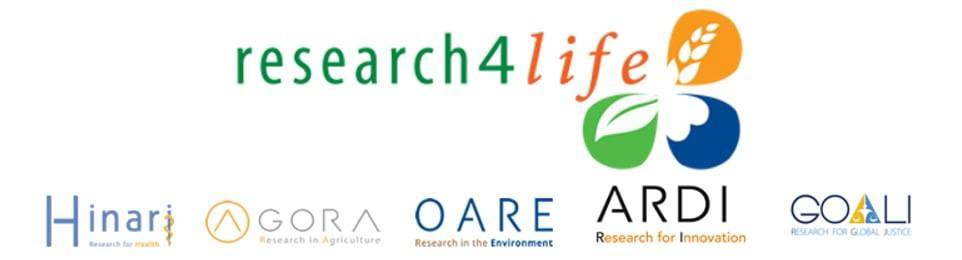 research4life
Hinari
Research for Health
AGORA
Research in Agriculture
OARE
Research in the Environment
ARDI
Research for Innovation
GOALI
RESEARCH FOR GLOBAL JUSTICE